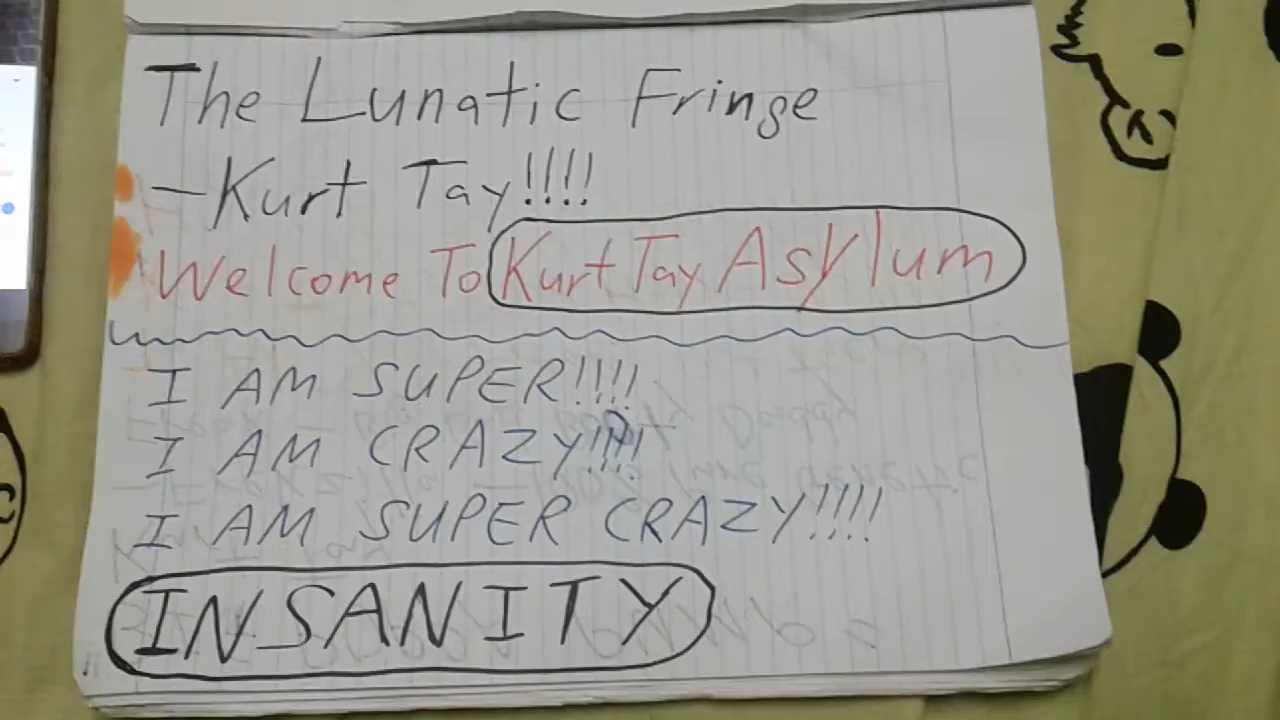 The Lunatic Fringe
-Kurt Tay!!!!
Welcome To Kurt Tay Asylum
I AM SUPER!!!!
I AM CRAZY!!!!
I AM SUPER CRAZY!!!!
INSANITY